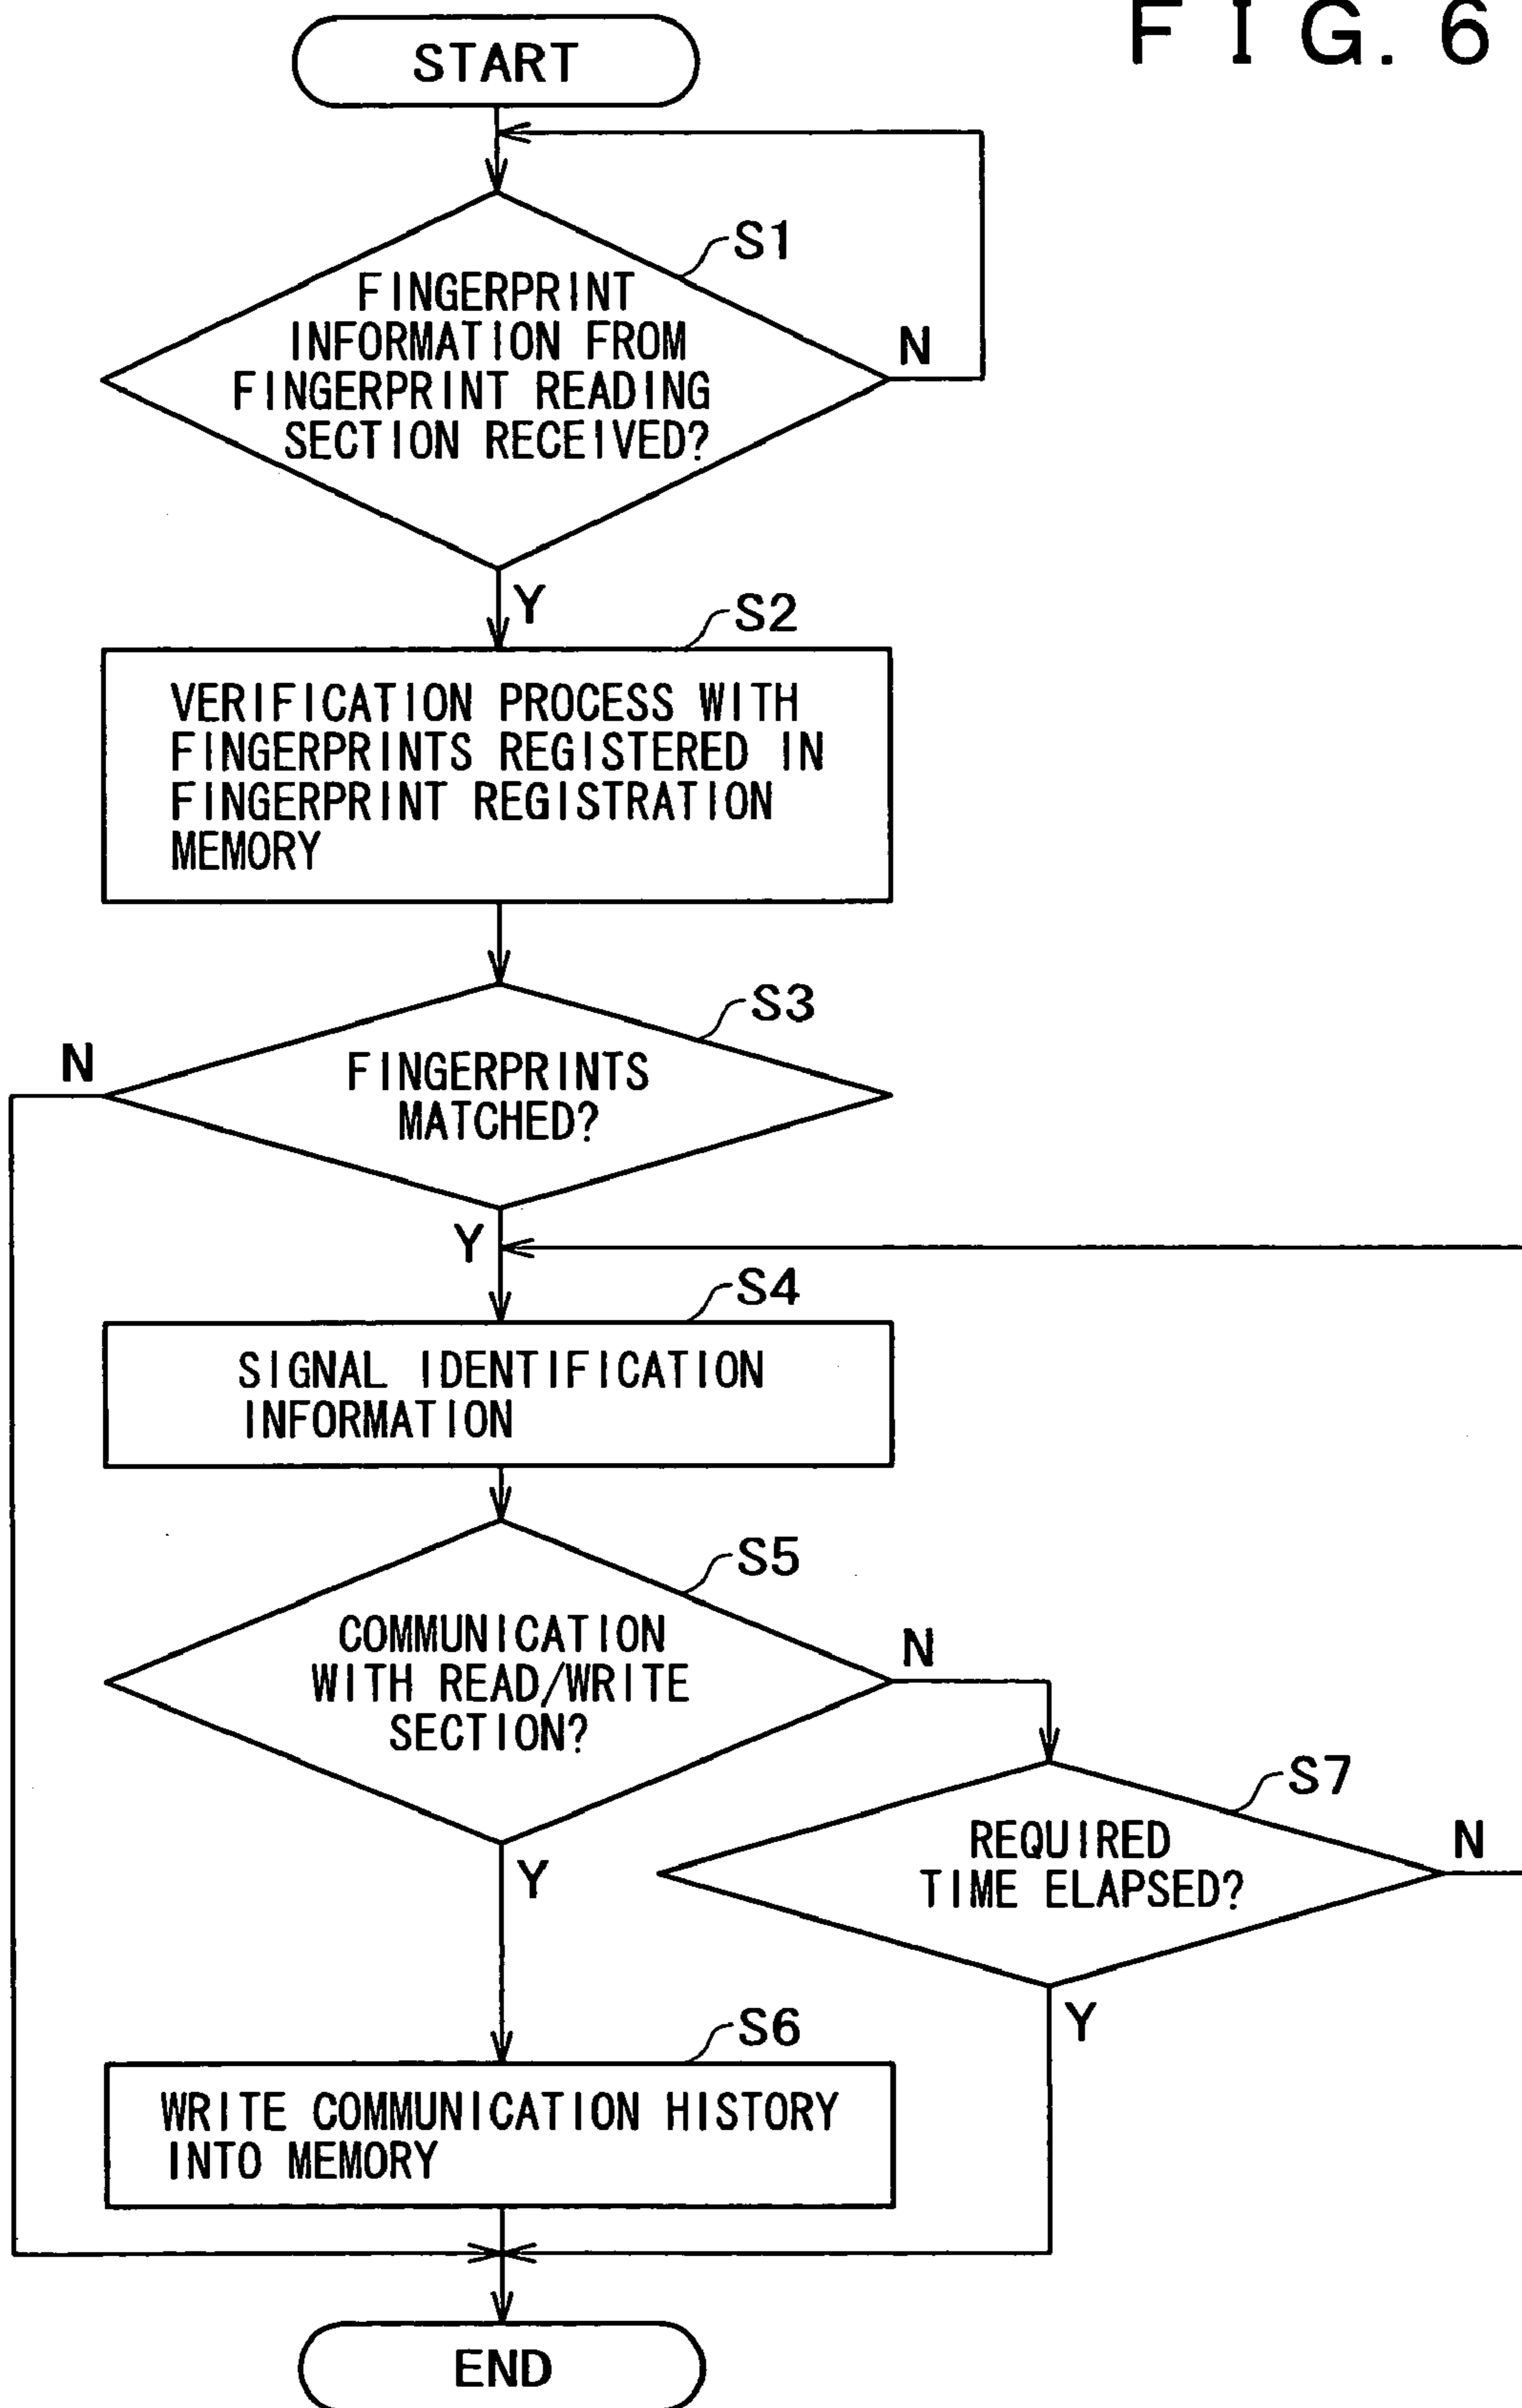 FIG. 6
START
S1
FINGERPRINT
INFORMATION FROM
FINGERPRINT READING
SECTION RECEIVED?
N
Y
S2
VERIFICATION PROCESS WITH
FINGERPRINTS REGISTERED IN
FINGERPRINT REGISTRATION
MEMORY
S3
N
FINGERPRINTS
MATCHED?
Y
S4
SIGNAL IDENTIFICATION
INFORMATION
S5
COMMUNICATION
WITH READ/WRITE
SECTION?
N
S7
REQUIRED
TIME ELAPSED?
N
Y
Y
S6
WRITE COMMUNICATION HISTORY
INTO MEMORY
END